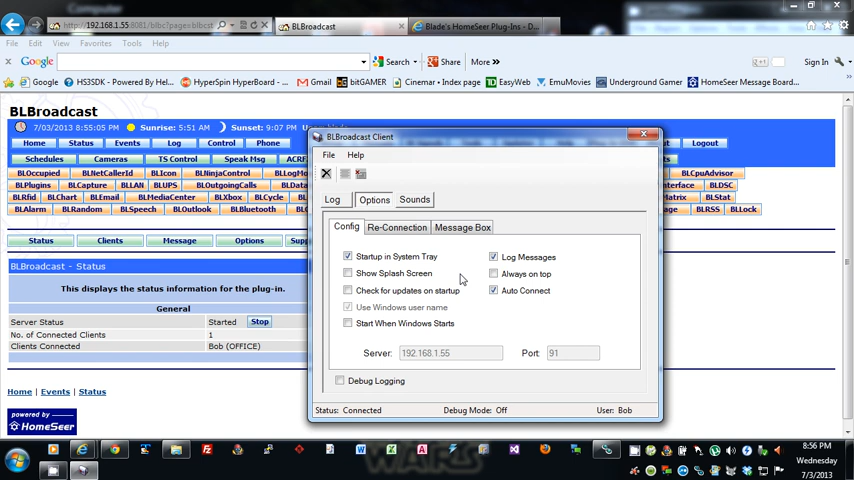 Computer
http://192.168.1.55:8081/blbc?page=blbcst
BLBroadcast
Blade's HomeSeer Plug-Ins - D...
File Edit View Favorites Tools Help
Google Search Share More » Sign In
Google HS3SDK - Powered By Hel... HyperSpin HyperBoard - ... Gmail bitGAMER Cinemar • Index page EasyWeb EmuMovies Underground Gamer HomeSeer Message Board...
BLBroadcast
7/03/2013 8:55:05 PM Sunrise: 5:51 AM Sunset: 9:07 PM
Home Status Events Log Control Phone Logout
Schedules Cameras TS Control Speak Msg ACRF
BLOccupied BLNetCallerId BLIcon BLNinjaControl BLLogMo BLCpuAdvisor
BLPlugins BLCapture BLLAN BLUPS BLOutgoingCalls BLData nterface BLDSC
BLRfid BLChart BLEmail BLMediaCenter BLXbox BLCycle Matrix BLStat
BLAlarm BLRandom BLSpeech BLOutlook BLBluetooth BLRSS BLLock
Status Clients Message Options Supp
BLBroadcast - Status
This displays the status information for the plug-in.
Server Status Started Stop
No. of Connected Clients 1
Clients Connected Bob (OFFICE)
Home | Events | Status
powered by
HomeSeer
BLBroadcast Client
File Help
Log Options Sounds
Config Re-Connection Message Box
Startup in System Tray Log Messages
Show Splash Screen Always on top
Check for updates on startup Auto Connect
Use Windows user name
Start When Windows Starts
Server: 192.168.1.55 Port: 91
Debug Logging
Status: Connected Debug Mode: Off User: Bob
WARS
8:56 PM
Wednesday
7/3/2013